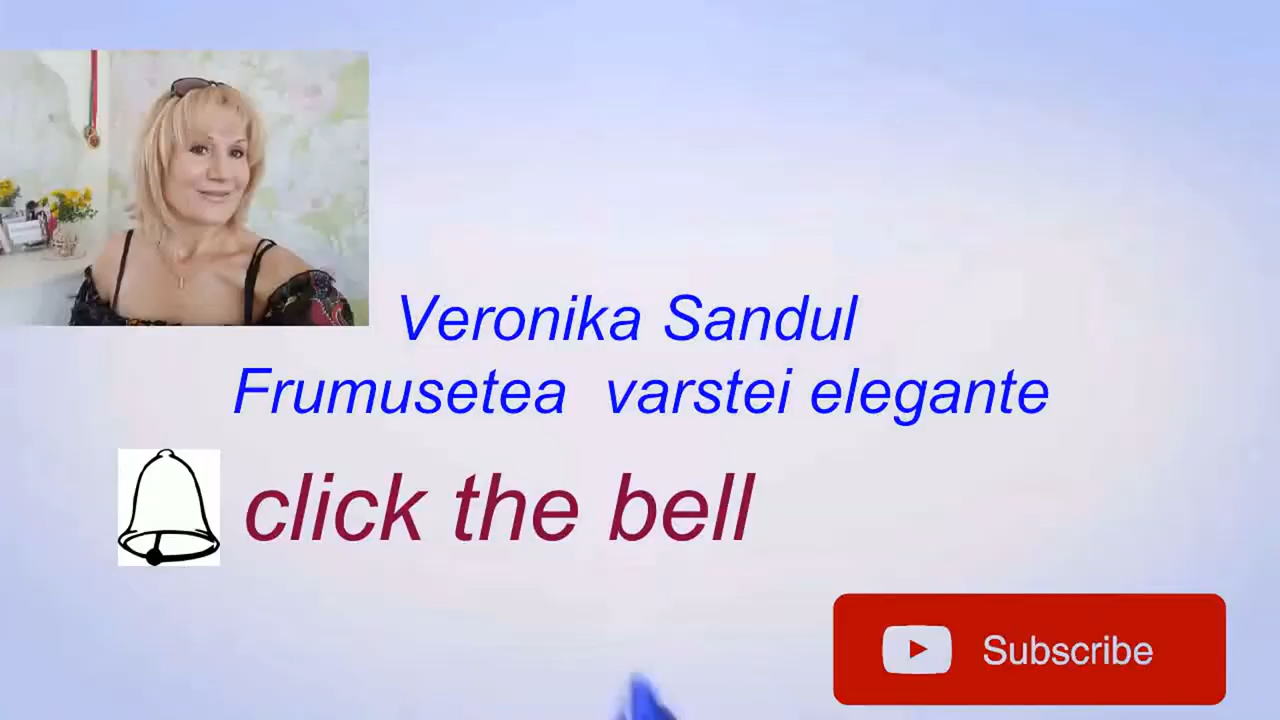 Veronika Sandul
Frumusetea varstei elegante
click the bell
Subscribe